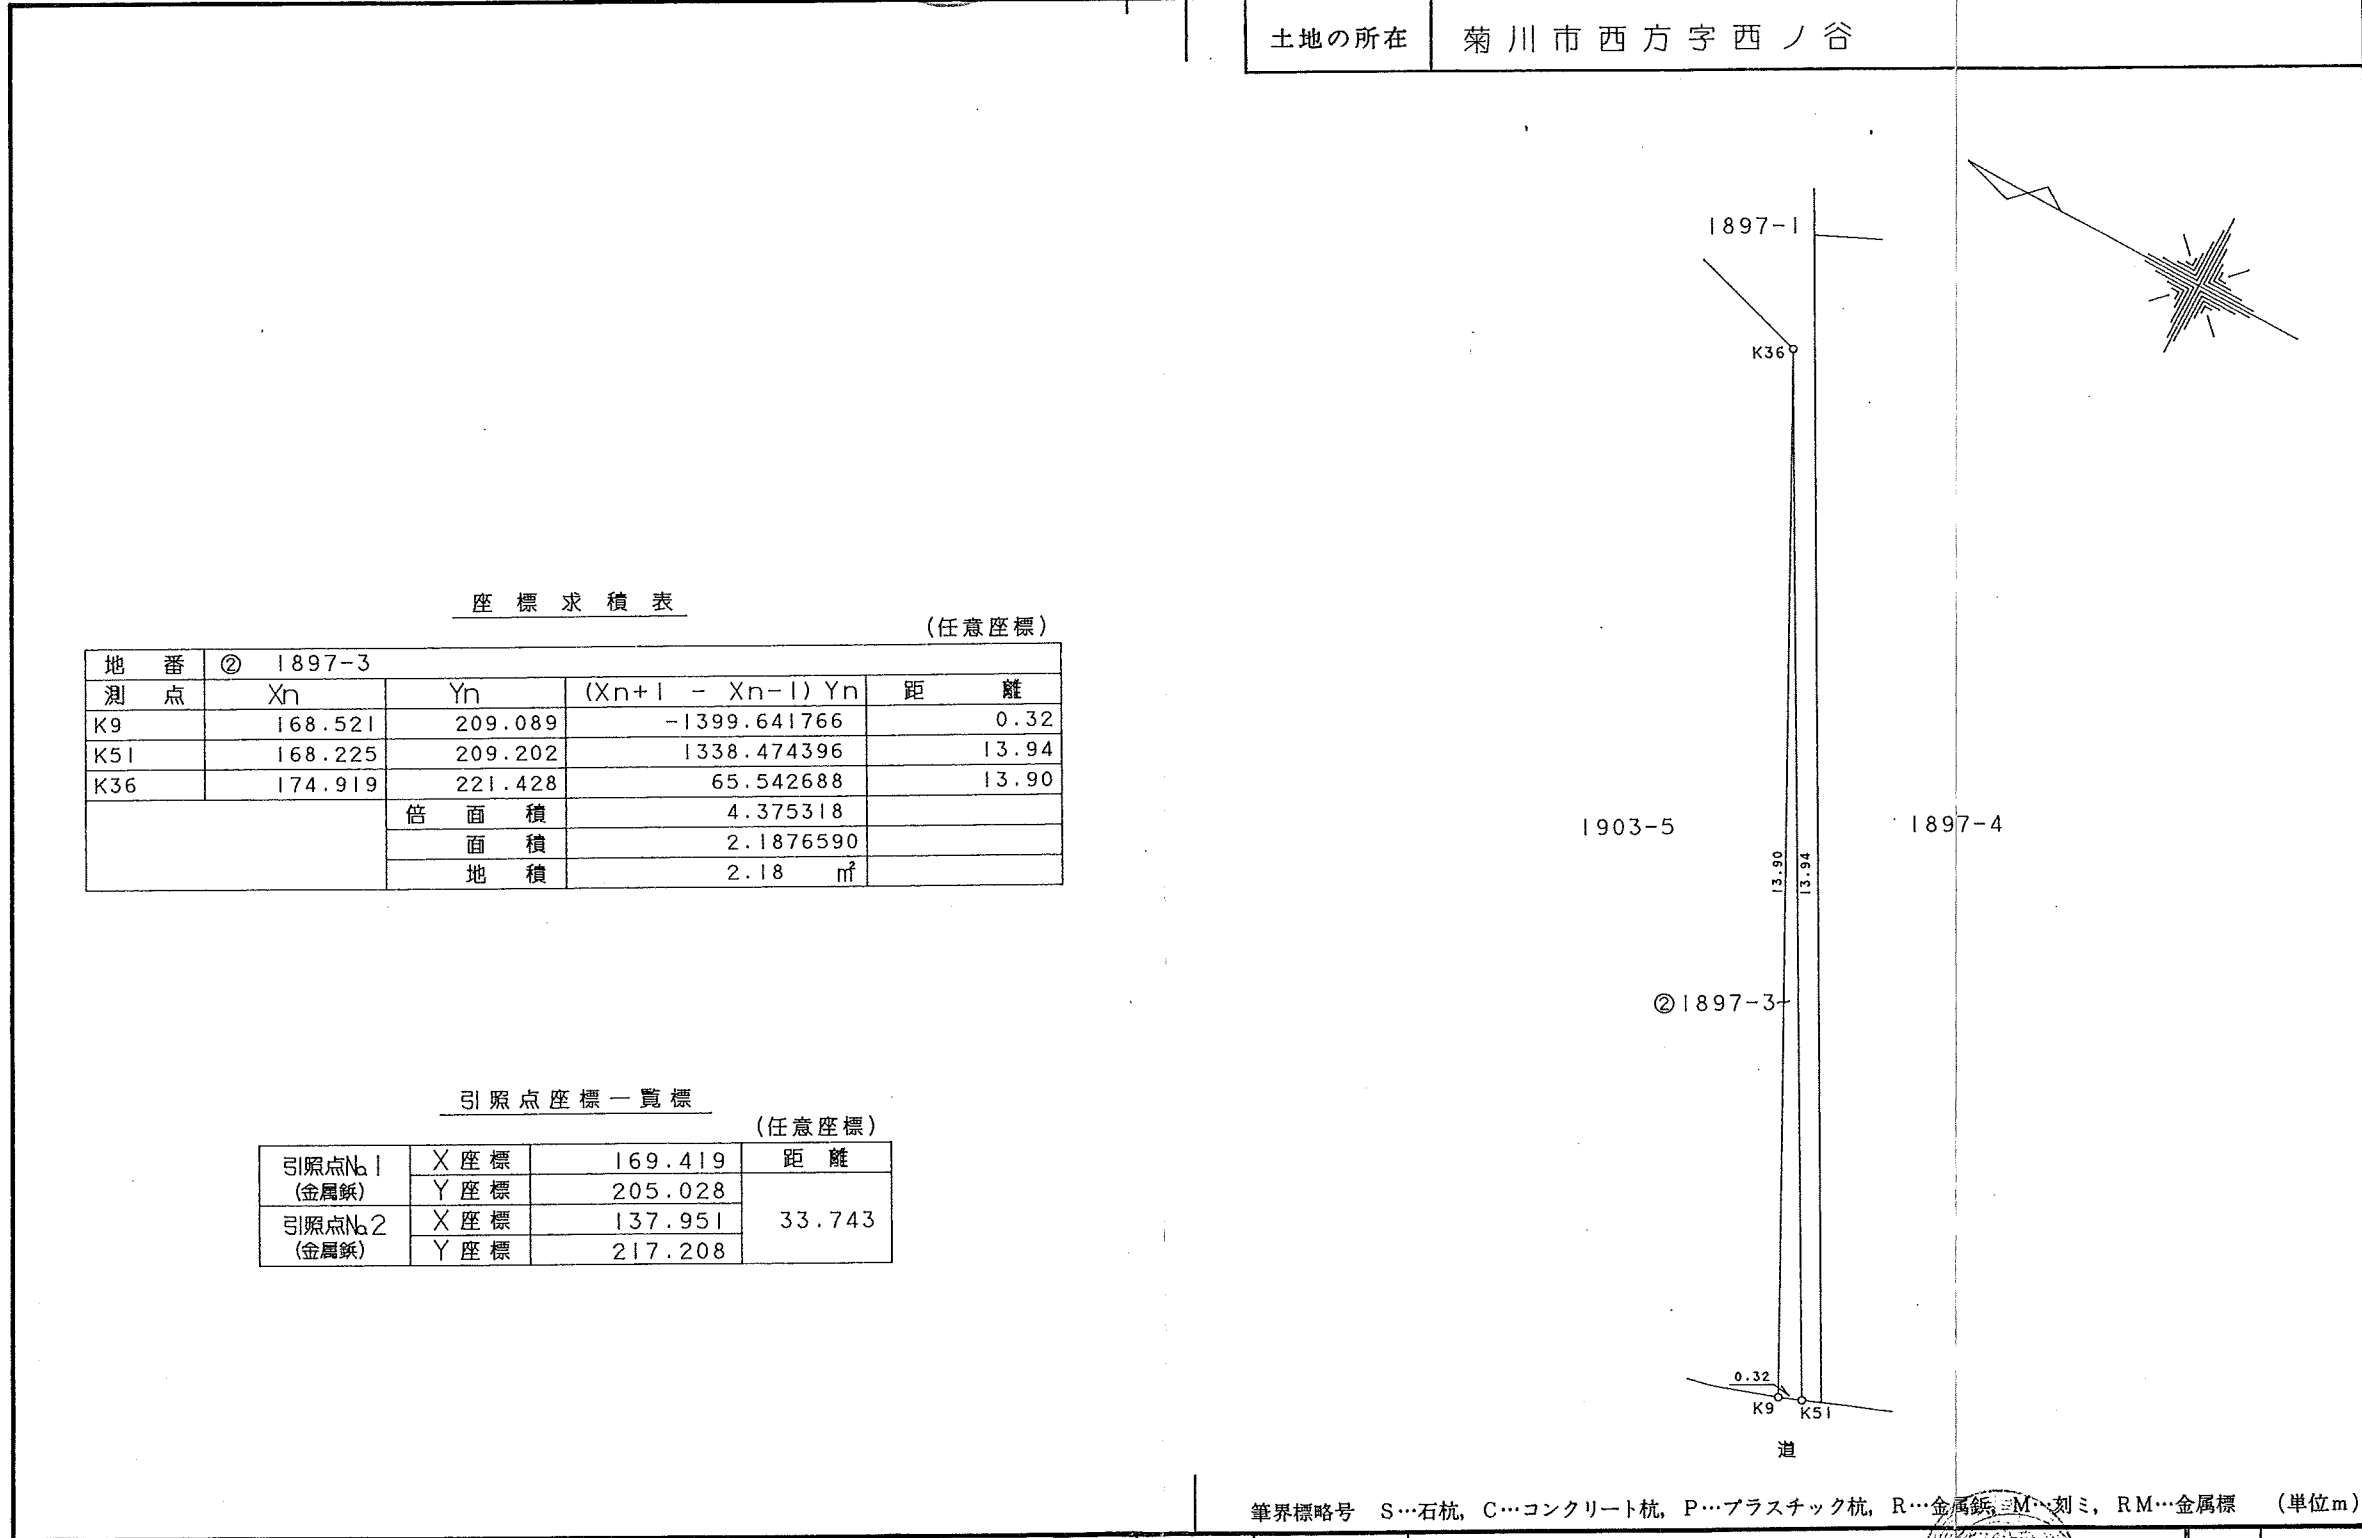 土地の所在 菊川市西方字西ノ谷
座標求積表
(任意座標)
地番 ② 1897-3
測点 Xn Yn (Xn+1 - Xn-1) Yn 距離
K9 168.521 209.089 -1399.641766 0.32
K51 168.225 209.202 1338.474396 13.94
K36 174.919 221.428 65.542688 13.90
倍面積 4.375318
面積 2.1876590
地積 2.18 ㎡
引照点座標一覧標
(任意座標)
引照点№1 X座標 169.419 距離
(金属鋲) Y座標 205.028
引照点№2 X座標 137.951 33.743
(金属鋲) Y座標 217.208
1897-1
K36
1903-5
1897-4
13.90
13.94
②1897-3
0.32
K9
K51
道
筆界標略号 S…石杭, C…コンクリート杭, P…プラスチック杭, R…金属鋲, M…刻ミ, RM…金属標 (単位m)